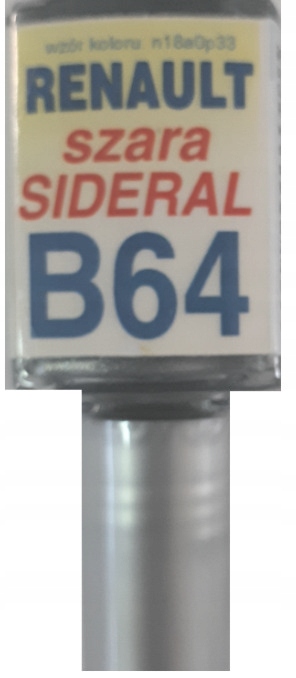 wzór koloru n18a0p33
RENAULT
szara
SIDERAL
B64